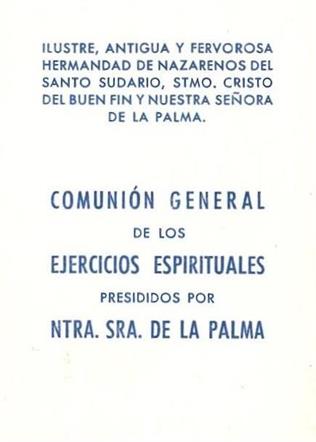 ILUSTRE, ANTIGUA Y FERVOROSA
HERMANDAD DE NAZARENOS DEL
SANTO SUDARIO, STMO. CRISTO
DEL BUEN FIN Y NUESTRA SEÑORA
DE LA PALMA.
COMUNIÓN GENERAL
DE LOS
EJERCICIOS ESPIRITUALES
PRESIDIDOS POR
NTRA. SRA. DE LA PALMA